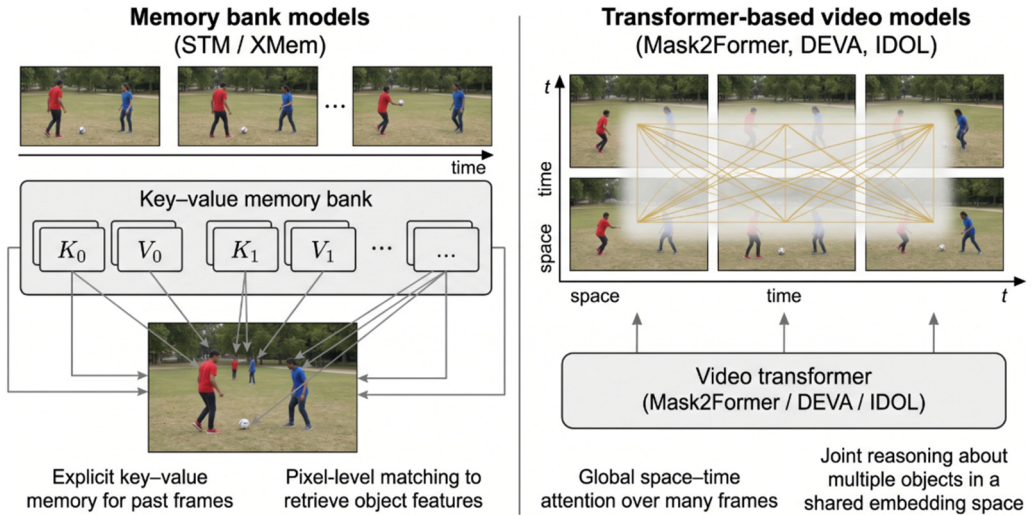 Memory bank models
(STM / XMem)
time
Key–value memory bank
K₀ V₀ K₁ V₁ ... ...
Explicit key–value
memory for past frames
Pixel-level matching to
retrieve object features
Transformer-based video models
(Mask2Former, DEVA, IDOL)
t
time
space
space
time
t
Video transformer
(Mask2Former / DEVA / IDOL)
Global space–time
attention over many frames
Joint reasoning about
multiple objects in a
shared embedding space